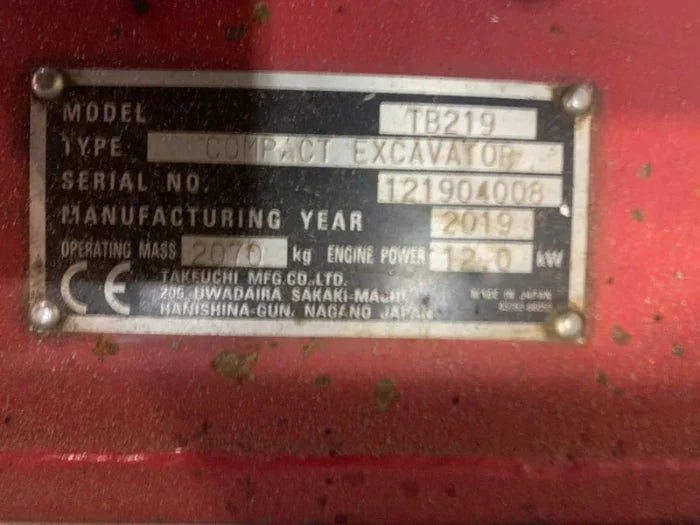 MODEL TB219
TYPE COMPACT EXCAVATOR
SERIAL NO. 121904008
MANUFACTURING YEAR 2019
OPERATING MASS 2070 kg ENGINE POWER 12.0 kW
CE
TAKEUCHI MFG.CO.,LTD.
205 UWADAIRA SAKAKI-MACHI
MADE IN JAPAN
HANISHINA-GUN, NAGANO JAPAN